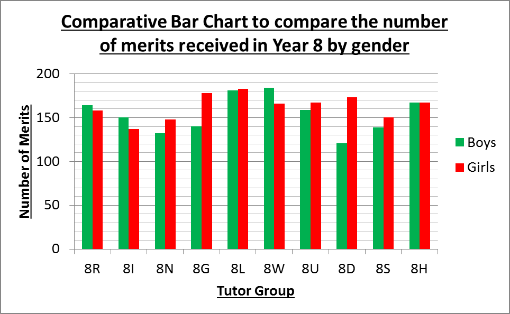 Comparative Bar Chart to compare the number
of merits received in Year 8 by gender
Number of Merits
200
150
100
50
0
8R 8I 8N 8G 8L 8W 8U 8D 8S 8H
Tutor Group
Boys
Girls